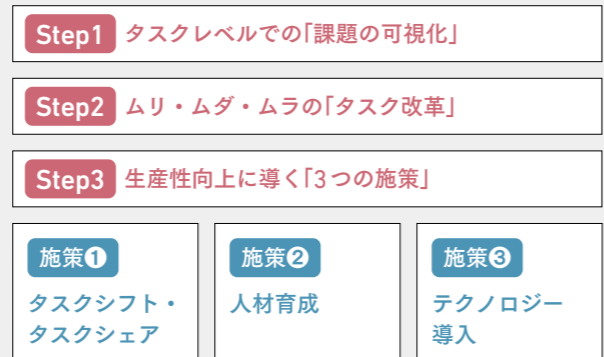 Step1 タスクレベルでの「課題の可視化」
Step2 ムリ・ムダ・ムラの「タスク改革」
Step3 生産性向上に導く「3つの施策」
施策❶
タスクシフト・
タスクシェア
施策❷
人材育成
施策❸
テクノロジー
導入